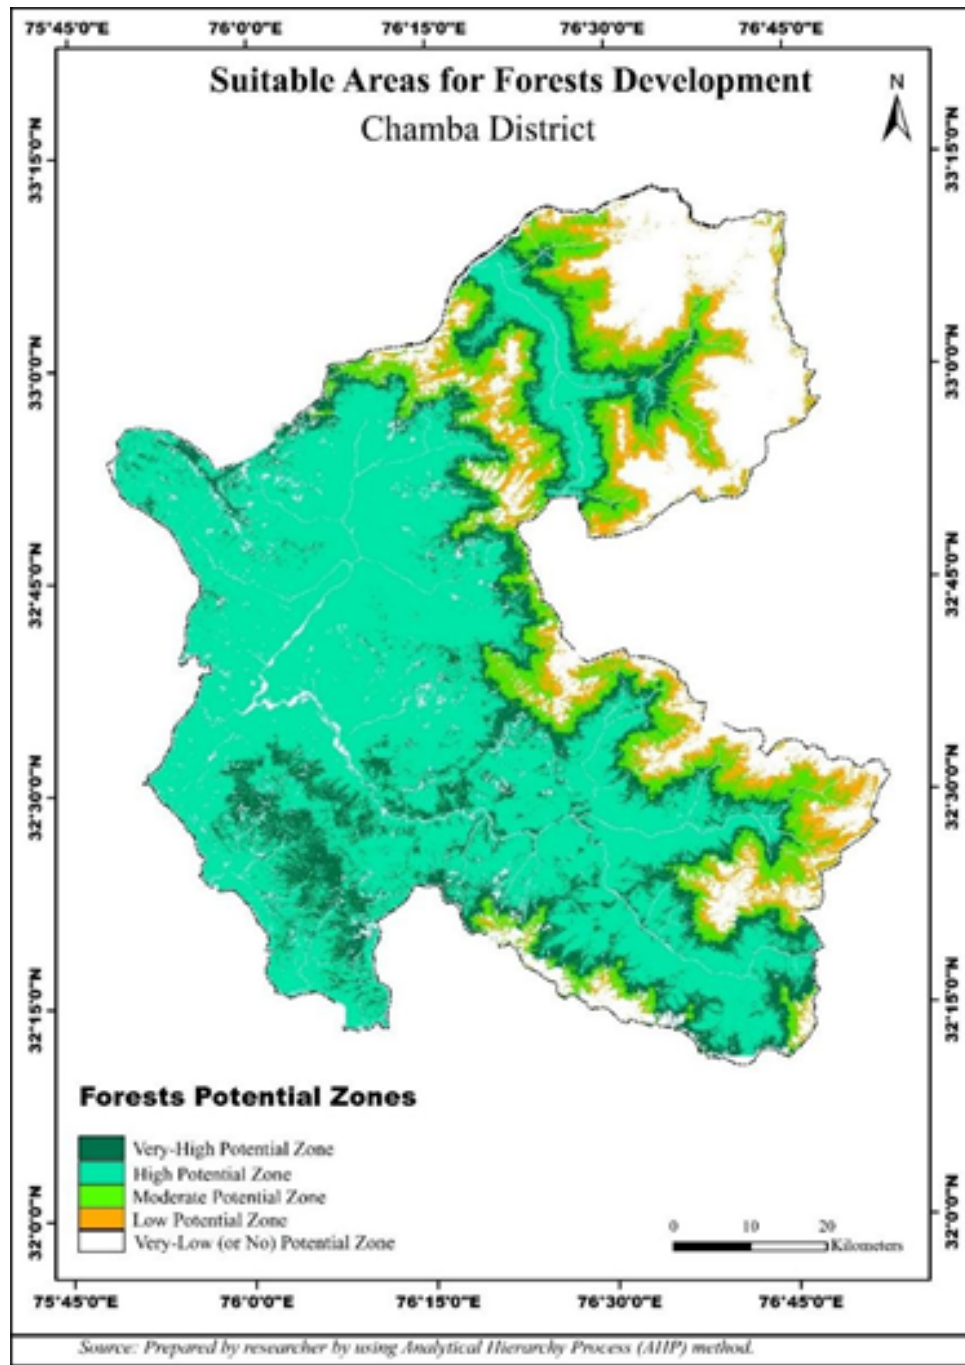 75°45'0"E 76°0'0"E 76°15'0"E 76°30'0"E 76°45'0"E
Suitable Areas for Forests Development
N
Chamba District
33°15'0"N 33°15'0"N
33°0'0"N 33°0'0"N
32°45'0"N 32°45'0"N
32°30'0"N 32°30'0"N
32°15'0"N 32°15'0"N
Forests Potential Zones
Very-High Potential Zone
High Potential Zone
Moderate Potential Zone
Low Potential Zone
Very-Low (or No) Potential Zone
0 10 20
Kilometers
32°0'0"N 32°0'0"N
75°45'0"E 76°0'0"E 76°15'0"E 76°30'0"E 76°45'0"E
Source: Prepared by researcher by using Analytical Hierarchy Process (AHP) method.